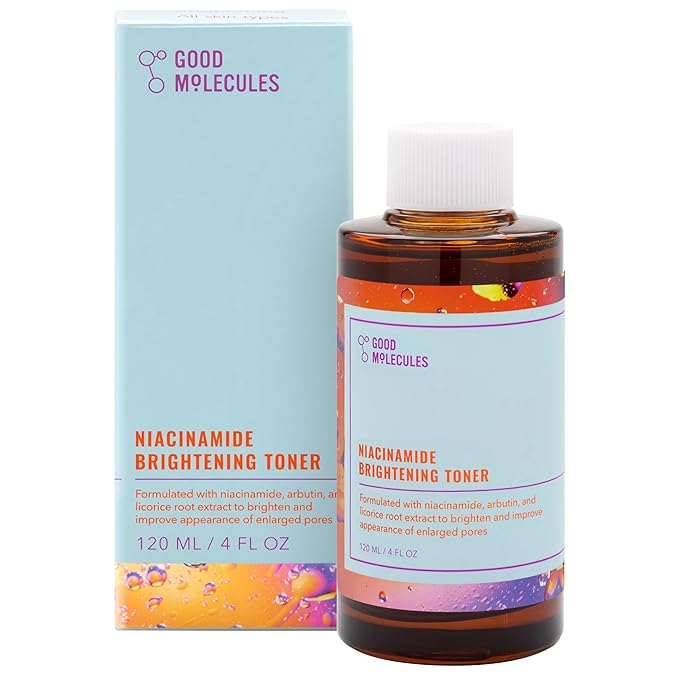 All skin types
GOOD
MOLECULES
NIACINAMIDE
BRIGHTENING TONER
Formulated with niacinamide, arbutin, an
licorice root extract to brighten and
improve appearance of enlarged pores
120 ML / 4 FL OZ
GOOD
MOLECULES
NIACINAMIDE
BRIGHTENING TONER
Formulated with niacinamide, arbutin, and
licorice root extract to brighten and improve
appearance of enlarged pores
120 ML / 4 FL OZ